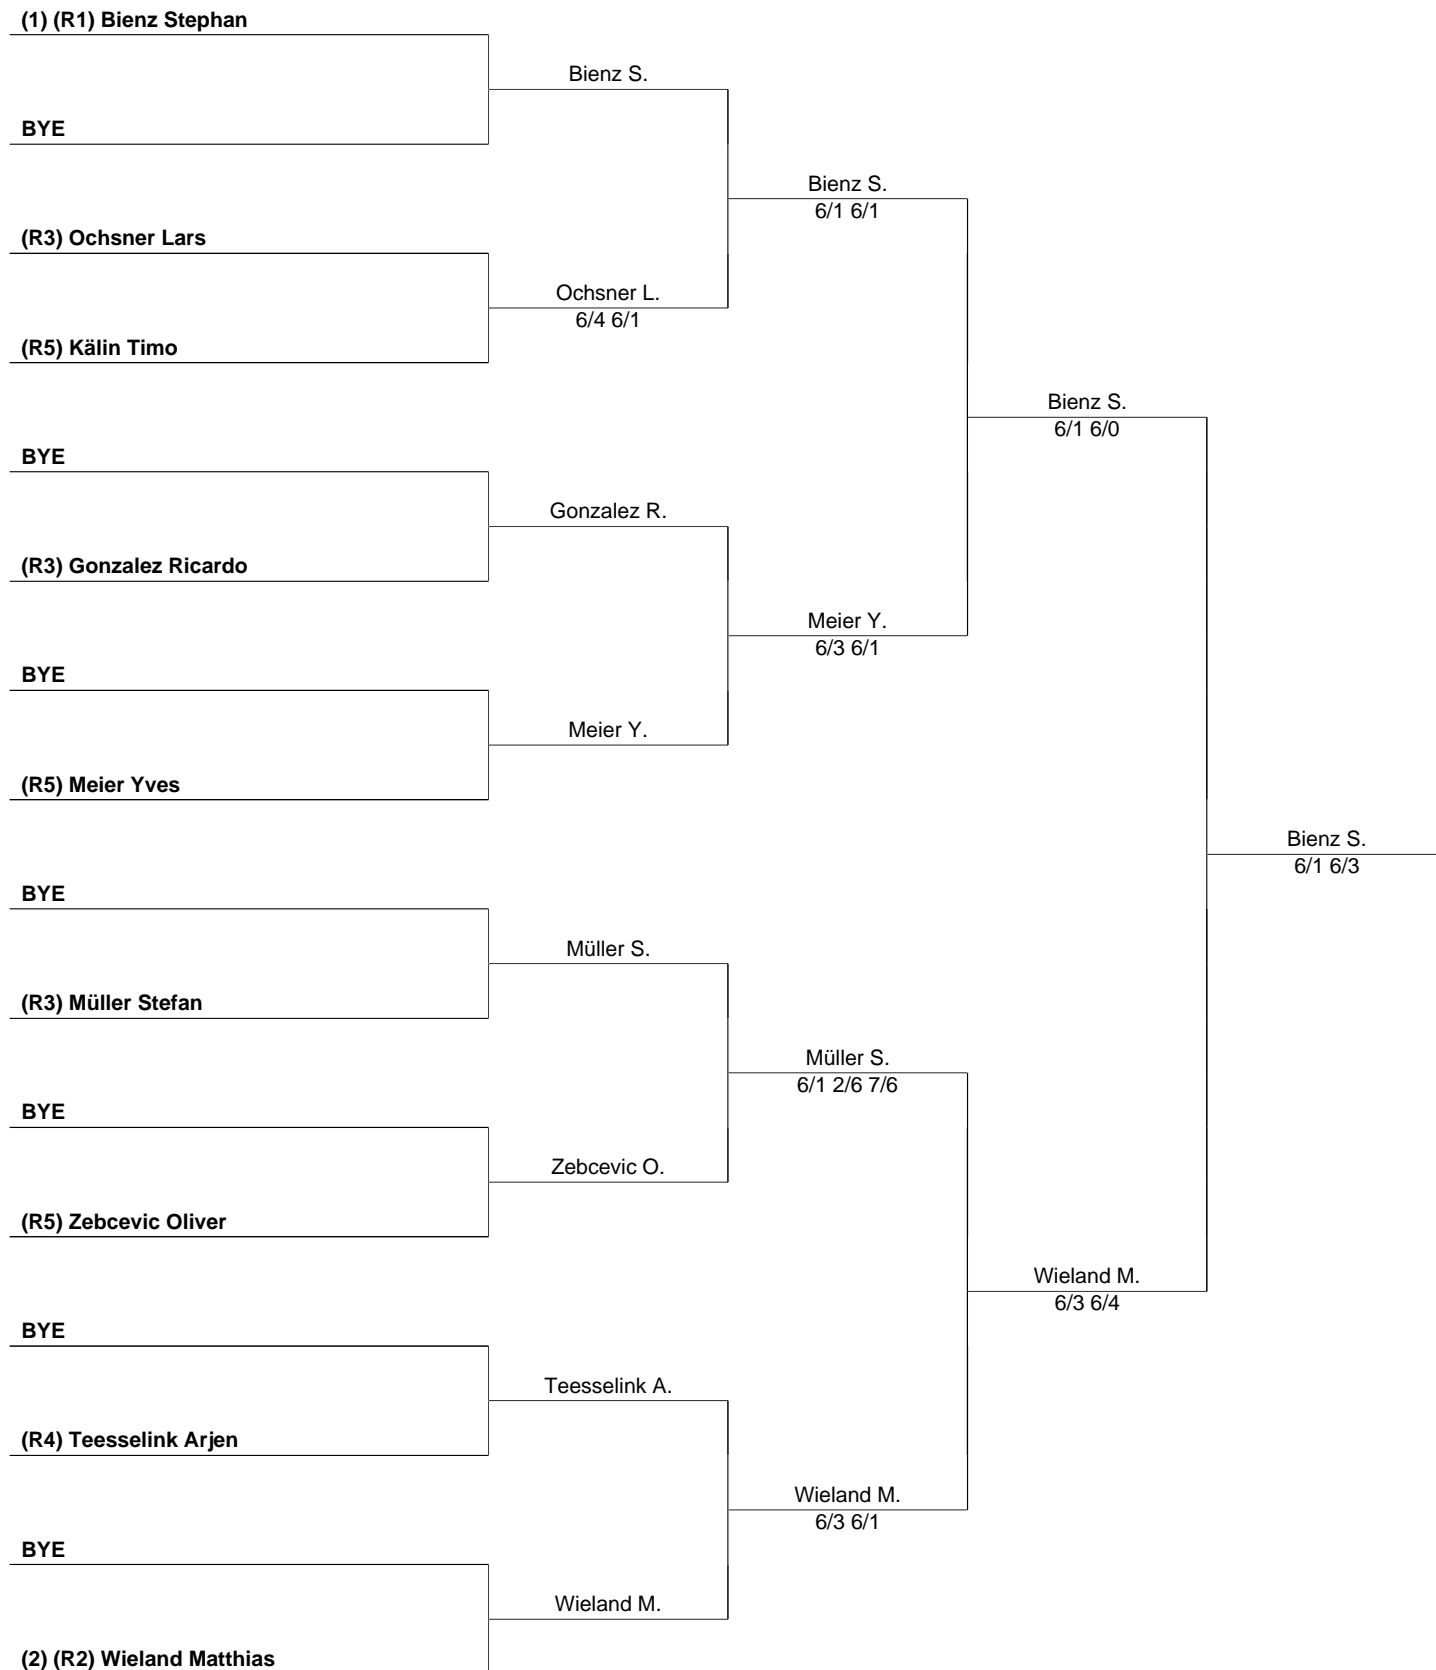 (1) (R1) Bienz Stephan
Bienz S.
BYE
Bienz S.
6/1 6/1
(R3) Ochsner Lars
Ochsner L.
6/4 6/1
(R5) Kälin Timo
Bienz S.
6/1 6/0
BYE
Gonzalez R.
(R3) Gonzalez Ricardo
Meier Y.
6/3 6/1
BYE
Meier Y.
(R5) Meier Yves
Bienz S.
6/1 6/3
BYE
Müller S.
(R3) Müller Stefan
Müller S.
6/1 2/6 7/6
BYE
Zebcevic O.
(R5) Zebcevic Oliver
Wieland M.
6/3 6/4
BYE
Teesselink A.
(R4) Teesselink Arjen
Wieland M.
6/3 6/1
BYE
Wieland M.
(2) (R2) Wieland Matthias